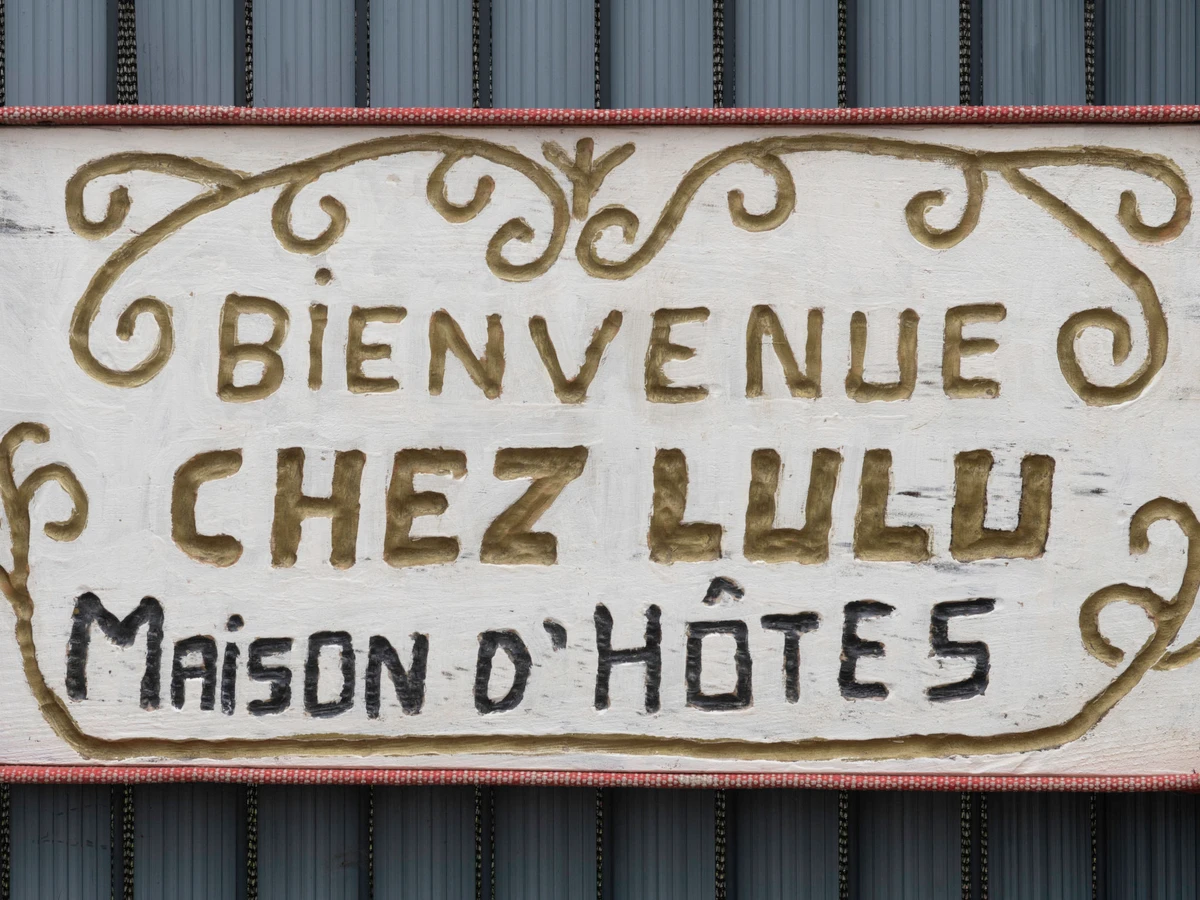 BiENVENUE
CHEZ LULU
MAiSON D'HÔTES